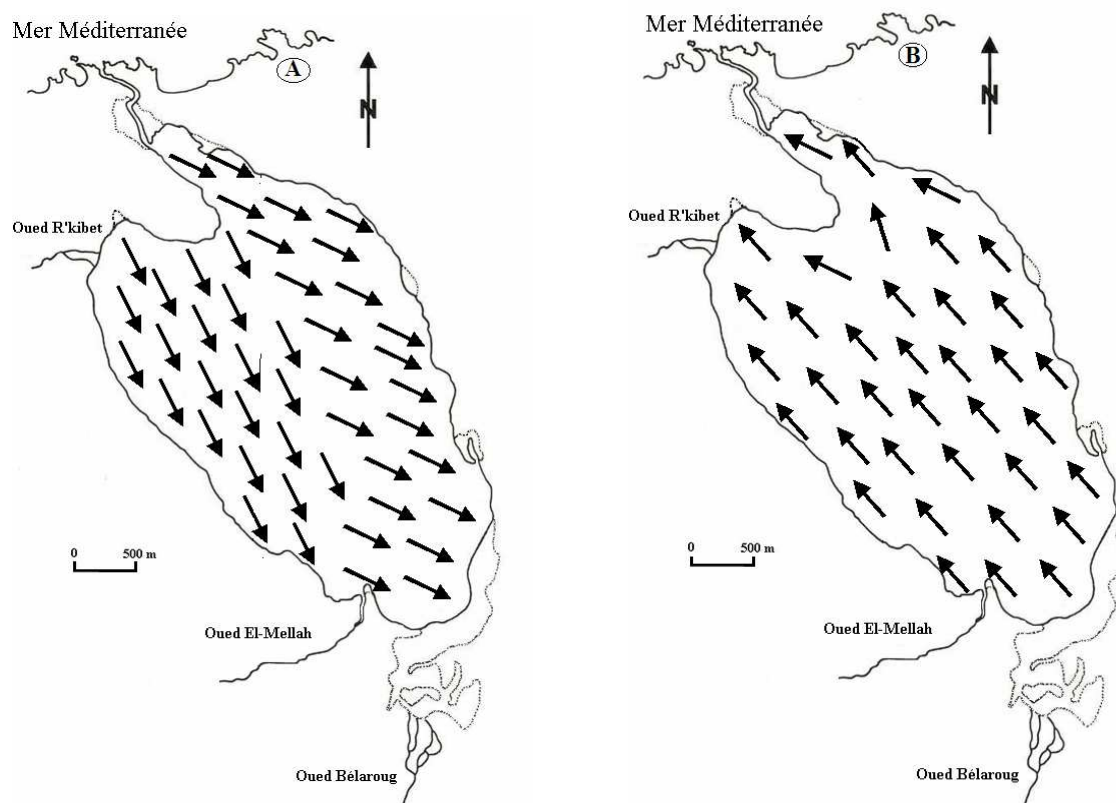 Mer Méditerranée
A
N
Oued R'kibet
0 500 m
Oued El-Mellah
Oued Bélaroug
Mer Méditerranée
B
N
Oued R'kibet
0 500 m
Oued El-Mellah
Oued Bélaroug